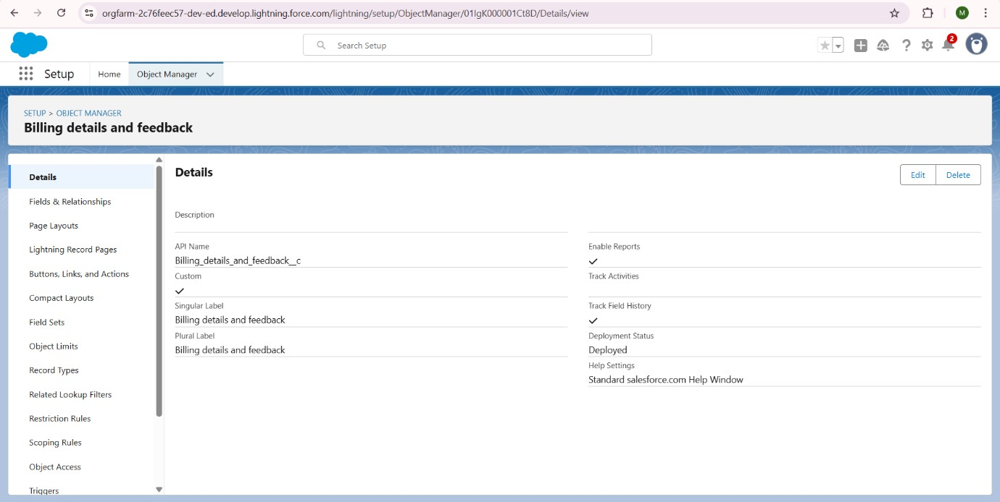 orgfarm-2c76feec57-dev-ed.develop.lightning.force.com/lightning/setup/ObjectManager/01IgK000001Ct8D/Details/view
M
Search Setup
2
Setup
Home
Object Manager
SETUP > OBJECT MANAGER
Billing details and feedback
Details
Fields & Relationships
Page Layouts
Lightning Record Pages
Buttons, Links, and Actions
Compact Layouts
Field Sets
Object Limits
Record Types
Related Lookup Filters
Restriction Rules
Scoping Rules
Object Access
Triggers
Details
Edit
Delete
Description
API Name
Billing_details_and_feedback__c
Custom
Singular Label
Billing details and feedback
Plural Label
Billing details and feedback
Enable Reports
Track Activities
Track Field History
Deployment Status
Deployed
Help Settings
Standard salesforce.com Help Window